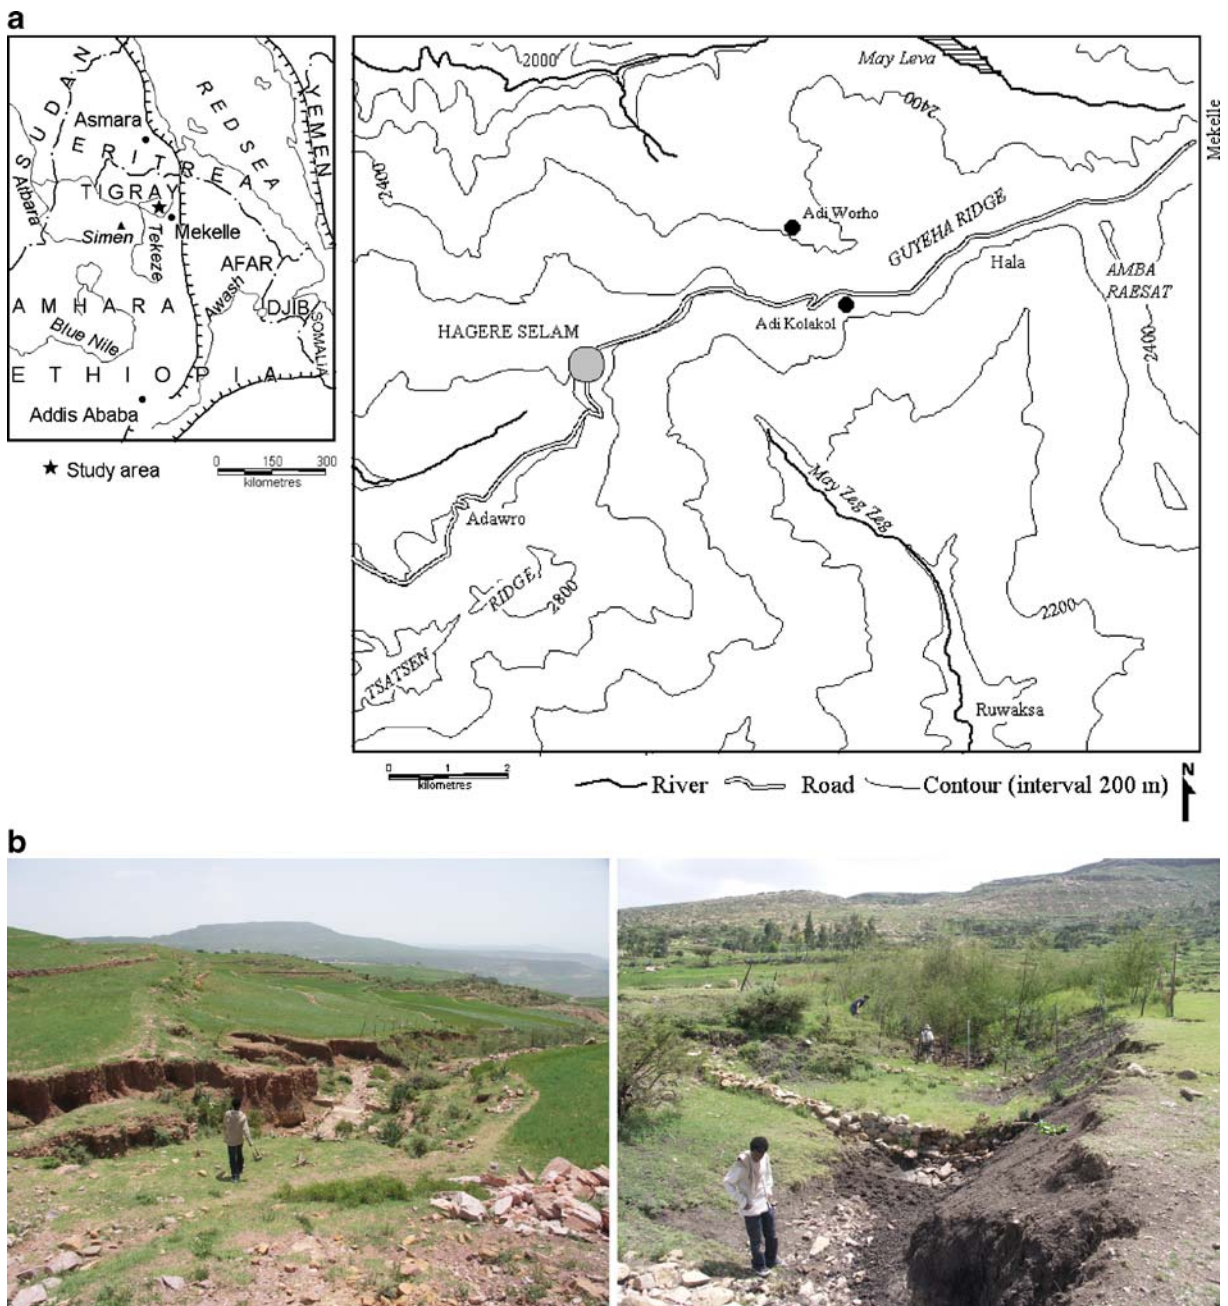 a
SUDAN
RED SEA
YEMEN
Asmara
ERITREA
Atbara
TIGRAY
Mekelle
Simen
Tekeze
AFAR
Awash
AMHARA
DJIB
SOMALIA
Blue Nile
ETHIOPIA
Addis Ababa
Study area
0 150 300
kilometres
2000
May Leva
2400
Mekelle
2400
Adi Worho
GUYEHA RIDGE
Hala
AMBA
RAESAT
Adi Kolakol
HAGERE SELAM
2400
May Zeg Zeg
Adawro
RIDGE
2800
2200
TSATSEN
Ruwaksa
0 1 2
kilometres
River
Road
Contour (interval 200 m)
N
b